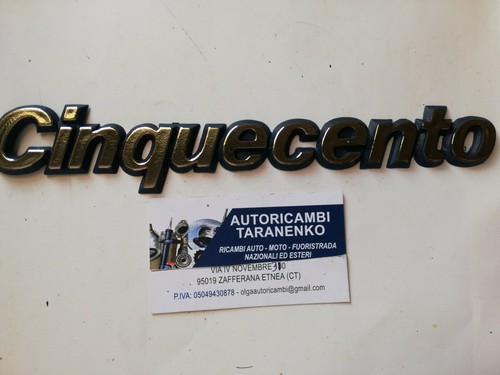 Cinquecento
AUTORICAMBI
TARANENKO
RICAMBI AUTO - MOTO - FUORISTRADA
NAZIONALI ED ESTERI
VIA IV NOVEMBRE
95019 ZAFFERANA ETNEA (CT)
P.IVA: 05049430878 - olgaautoricambi@gmail.com